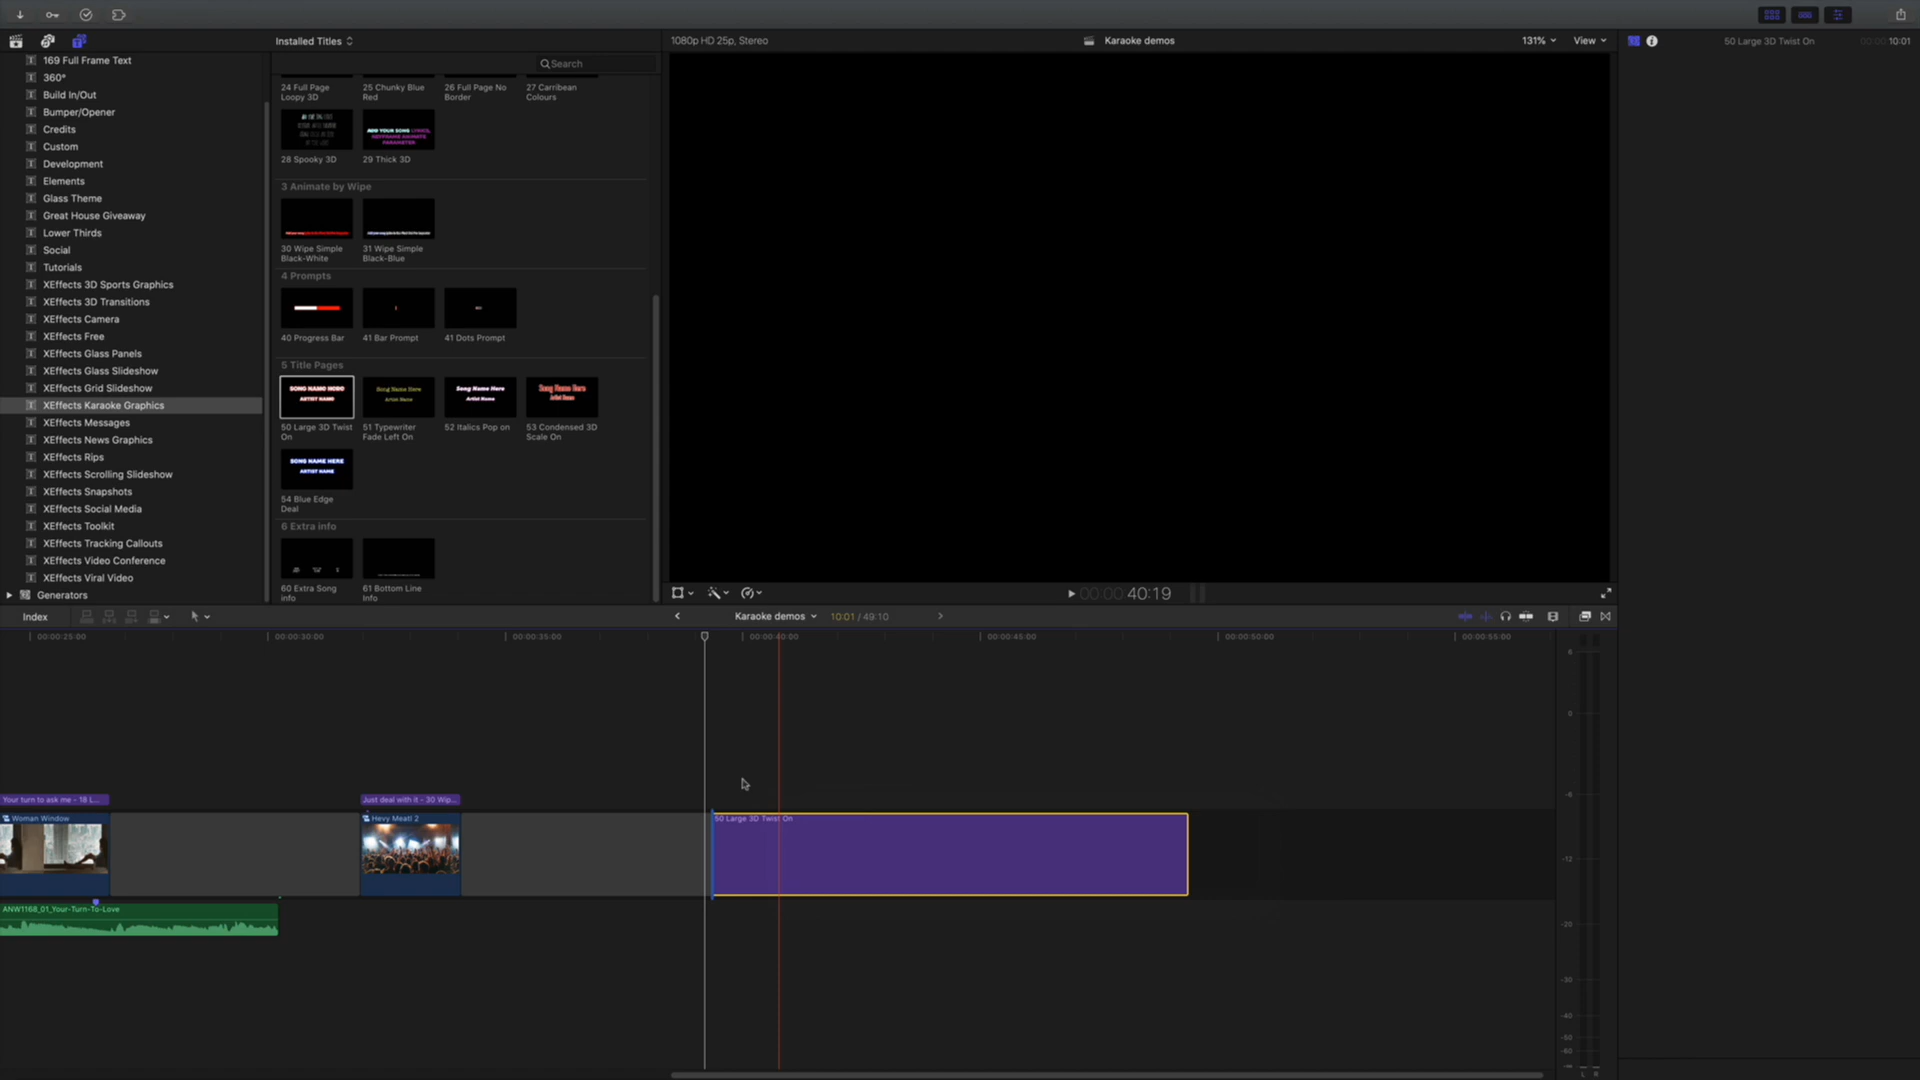 Installed Titles
1080p HD 25p, Stereo
Karaoke demos
131%
View
50 Large 3D Twist On
00:00:10:01
169 Full Frame Text
360°
Build In/Out
Bumper/Opener
Credits
Custom
Development
Elements
Glass Theme
Great House Giveaway
Lower Thirds
Social
Tutorials
XEffects 3D Sports Graphics
XEffects 3D Transitions
XEffects Camera
XEffects Free
XEffects Glass Panels
XEffects Glass Slideshow
XEffects Grid Slideshow
XEffects Karaoke Graphics
XEffects Messages
XEffects News Graphics
XEffects Rips
XEffects Scrolling Slideshow
XEffects Snapshots
XEffects Social Media
XEffects Toolkit
XEffects Tracking Callouts
XEffects Video Conference
XEffects Viral Video
Generators
Search
24 Full Page
Loopy 3D
25 Chunky Blue
Red
26 Full Page No
Border
27 Carribean
Colours
ADD YOUR SONG LYRICS,
KEYFRAME ANIMATE
PARAMETER
28 Spooky 3D
29 Thick 3D
3 Animate by Wipe
30 Wipe Simple
Black-White
31 Wipe Simple
Black-Blue
4 Prompts
40 Progress Bar
41 Bar Prompt
41 Dots Prompt
5 Title Pages
SONG NAME HERE
ARTIST NAME
Song Name Here
Artist Name
Song Name Here
Artist Name
Song Name Here
Artist Name
50 Large 3D Twist
On
51 Typewriter
Fade Left On
52 Italics Pop on
53 Condensed 3D
Scale On
SONG NAME HERE
ARTIST NAME
54 Blue Edge
Deal
6 Extra info
60 Extra Song
info
61 Bottom Line
Info
00:00:40:19
Index
Karaoke demos
10:01 / 49:10
00:00:25:00
00:00:30:00
00:00:35:00
00:00:40:00
00:00:45:00
00:00:50:00
00:00:55:00
Your turn to ask me - 18 L...
Just deal with it - 30 Wip...
Woman Window
Hevy Meatl 2
50 Large 3D Twist On
ANW1168_01_Your-Turn-To-Love
6
0
-6
-12
-20
-30
-40
-50
-60
-∞
L R